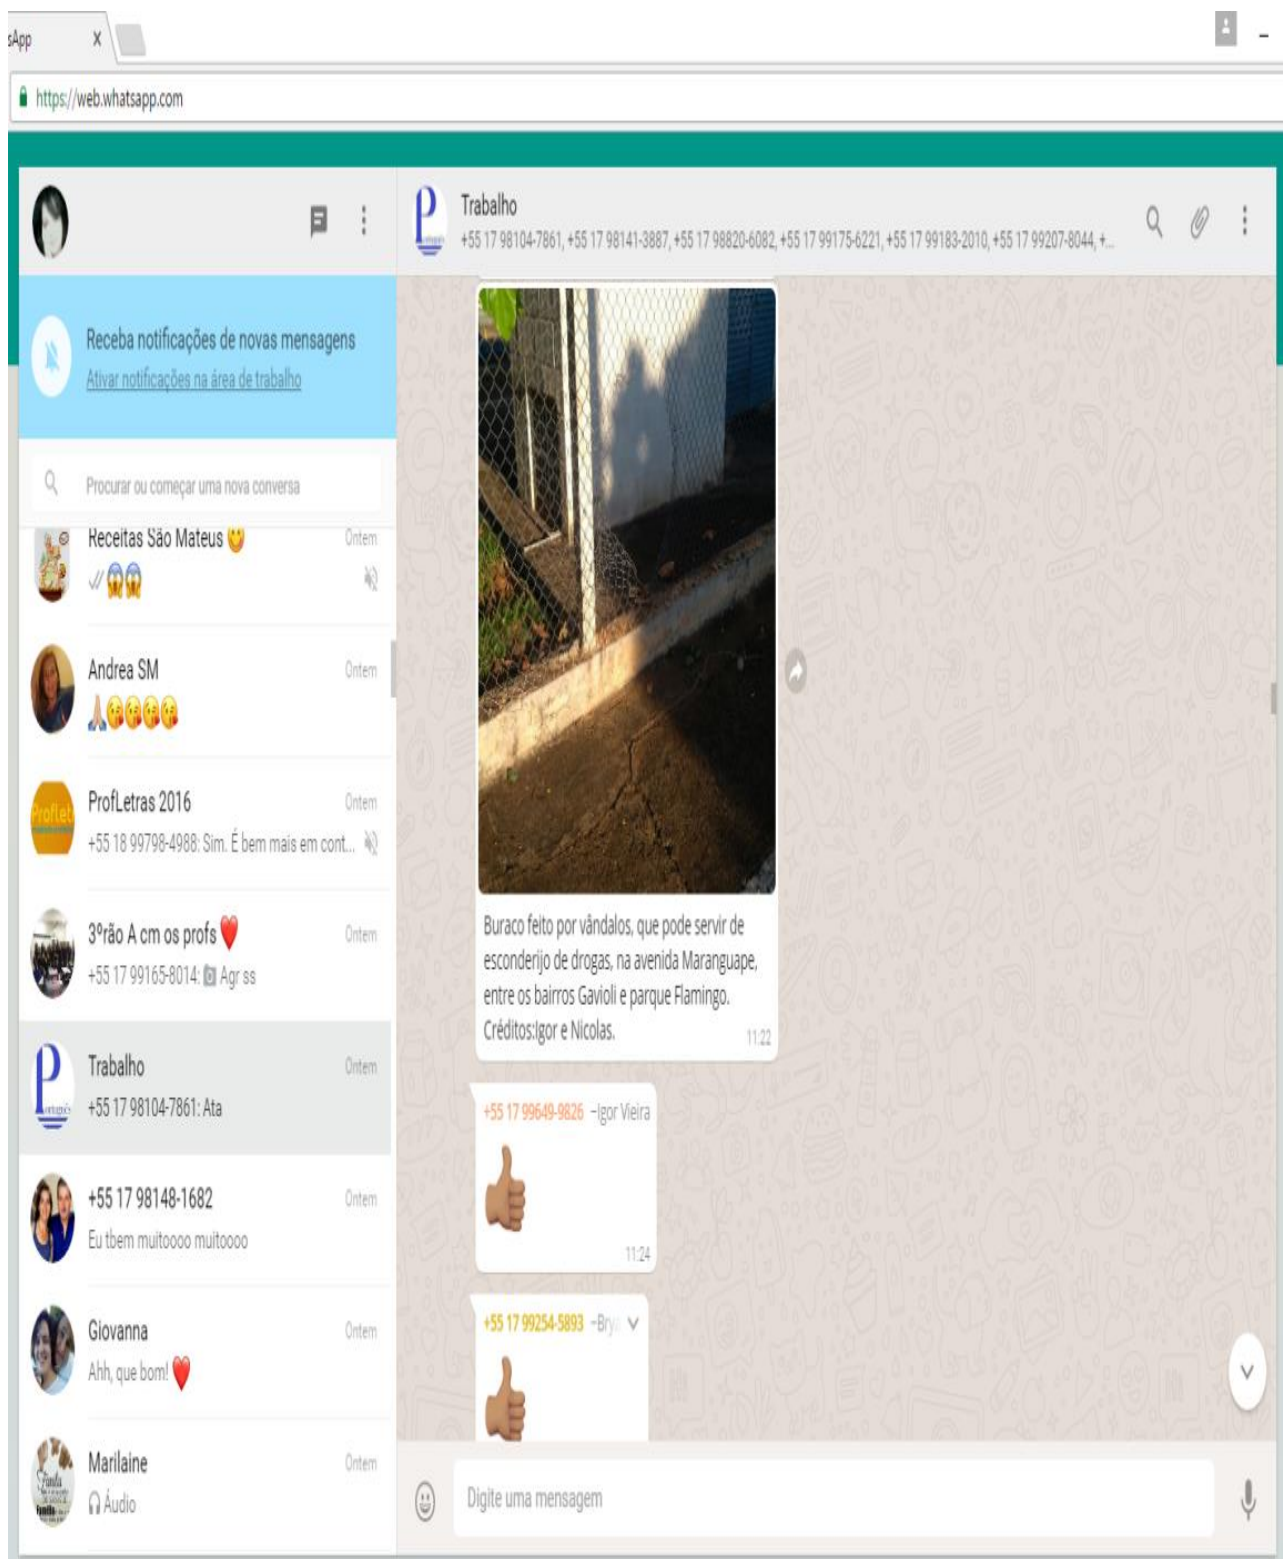 sApp
https://web.whatsapp.com
Trabalho
+55 17 98104-7861, +55 17 98141-3887, +55 17 98820-6082, +55 17 99175-6221, +55 17 99183-2010, +55 17 99207-8044, +...
Receba notificações de novas mensagens
Ativar notificações na área de trabalho
Procurar ou começar uma nova conversa
Receitas São Mateus
Ontem
Andrea SM
Ontem
ProfLetras 2016
Ontem
+55 18 99798-4988: Sim. É bem mais em cont...
3ºrão A cm os profs
Ontem
+55 17 99165-8014: Agr ss
Trabalho
Ontem
+55 17 98104-7861: Ata
+55 17 98148-1682
Ontem
Eu tbem muitoooo muitoooo
Giovanna
Ontem
Ahh, que bom!
Marilaine
Ontem
Áudio
Buraco feito por vândalos, que pode servir de
esconderijo de drogas, na avenida Maranguape,
entre os bairros Gavioli e parque Flamingo.
Créditos:Igor e Nicolas.
11:22
+55 17 99649-9826 ~Igor Vieira
11:24
+55 17 99254-5893 ~Brya
Digite uma mensagem